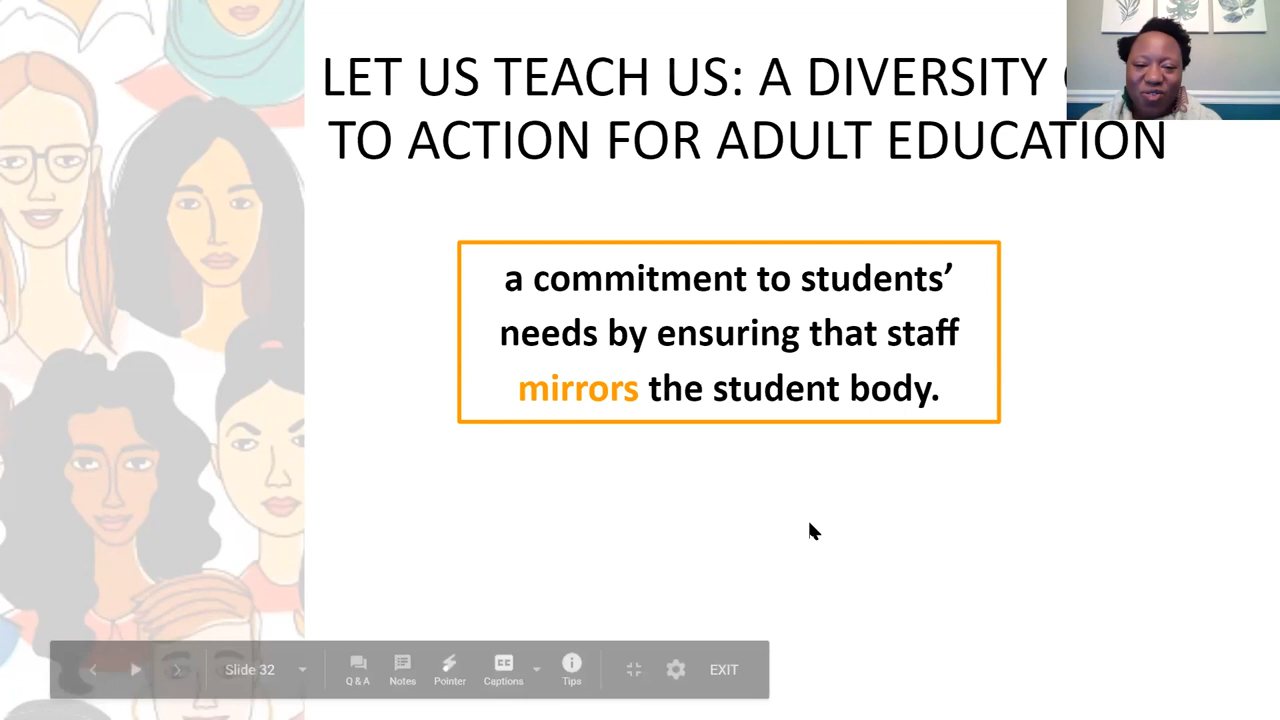 LET US TEACH US: A DIVERSITY
TO ACTION FOR ADULT EDUCATION
a commitment to students’
needs by ensuring that staff
mirrors the student body.
Slide 32
Q & A
Notes
Pointer
Captions
Tips
EXIT